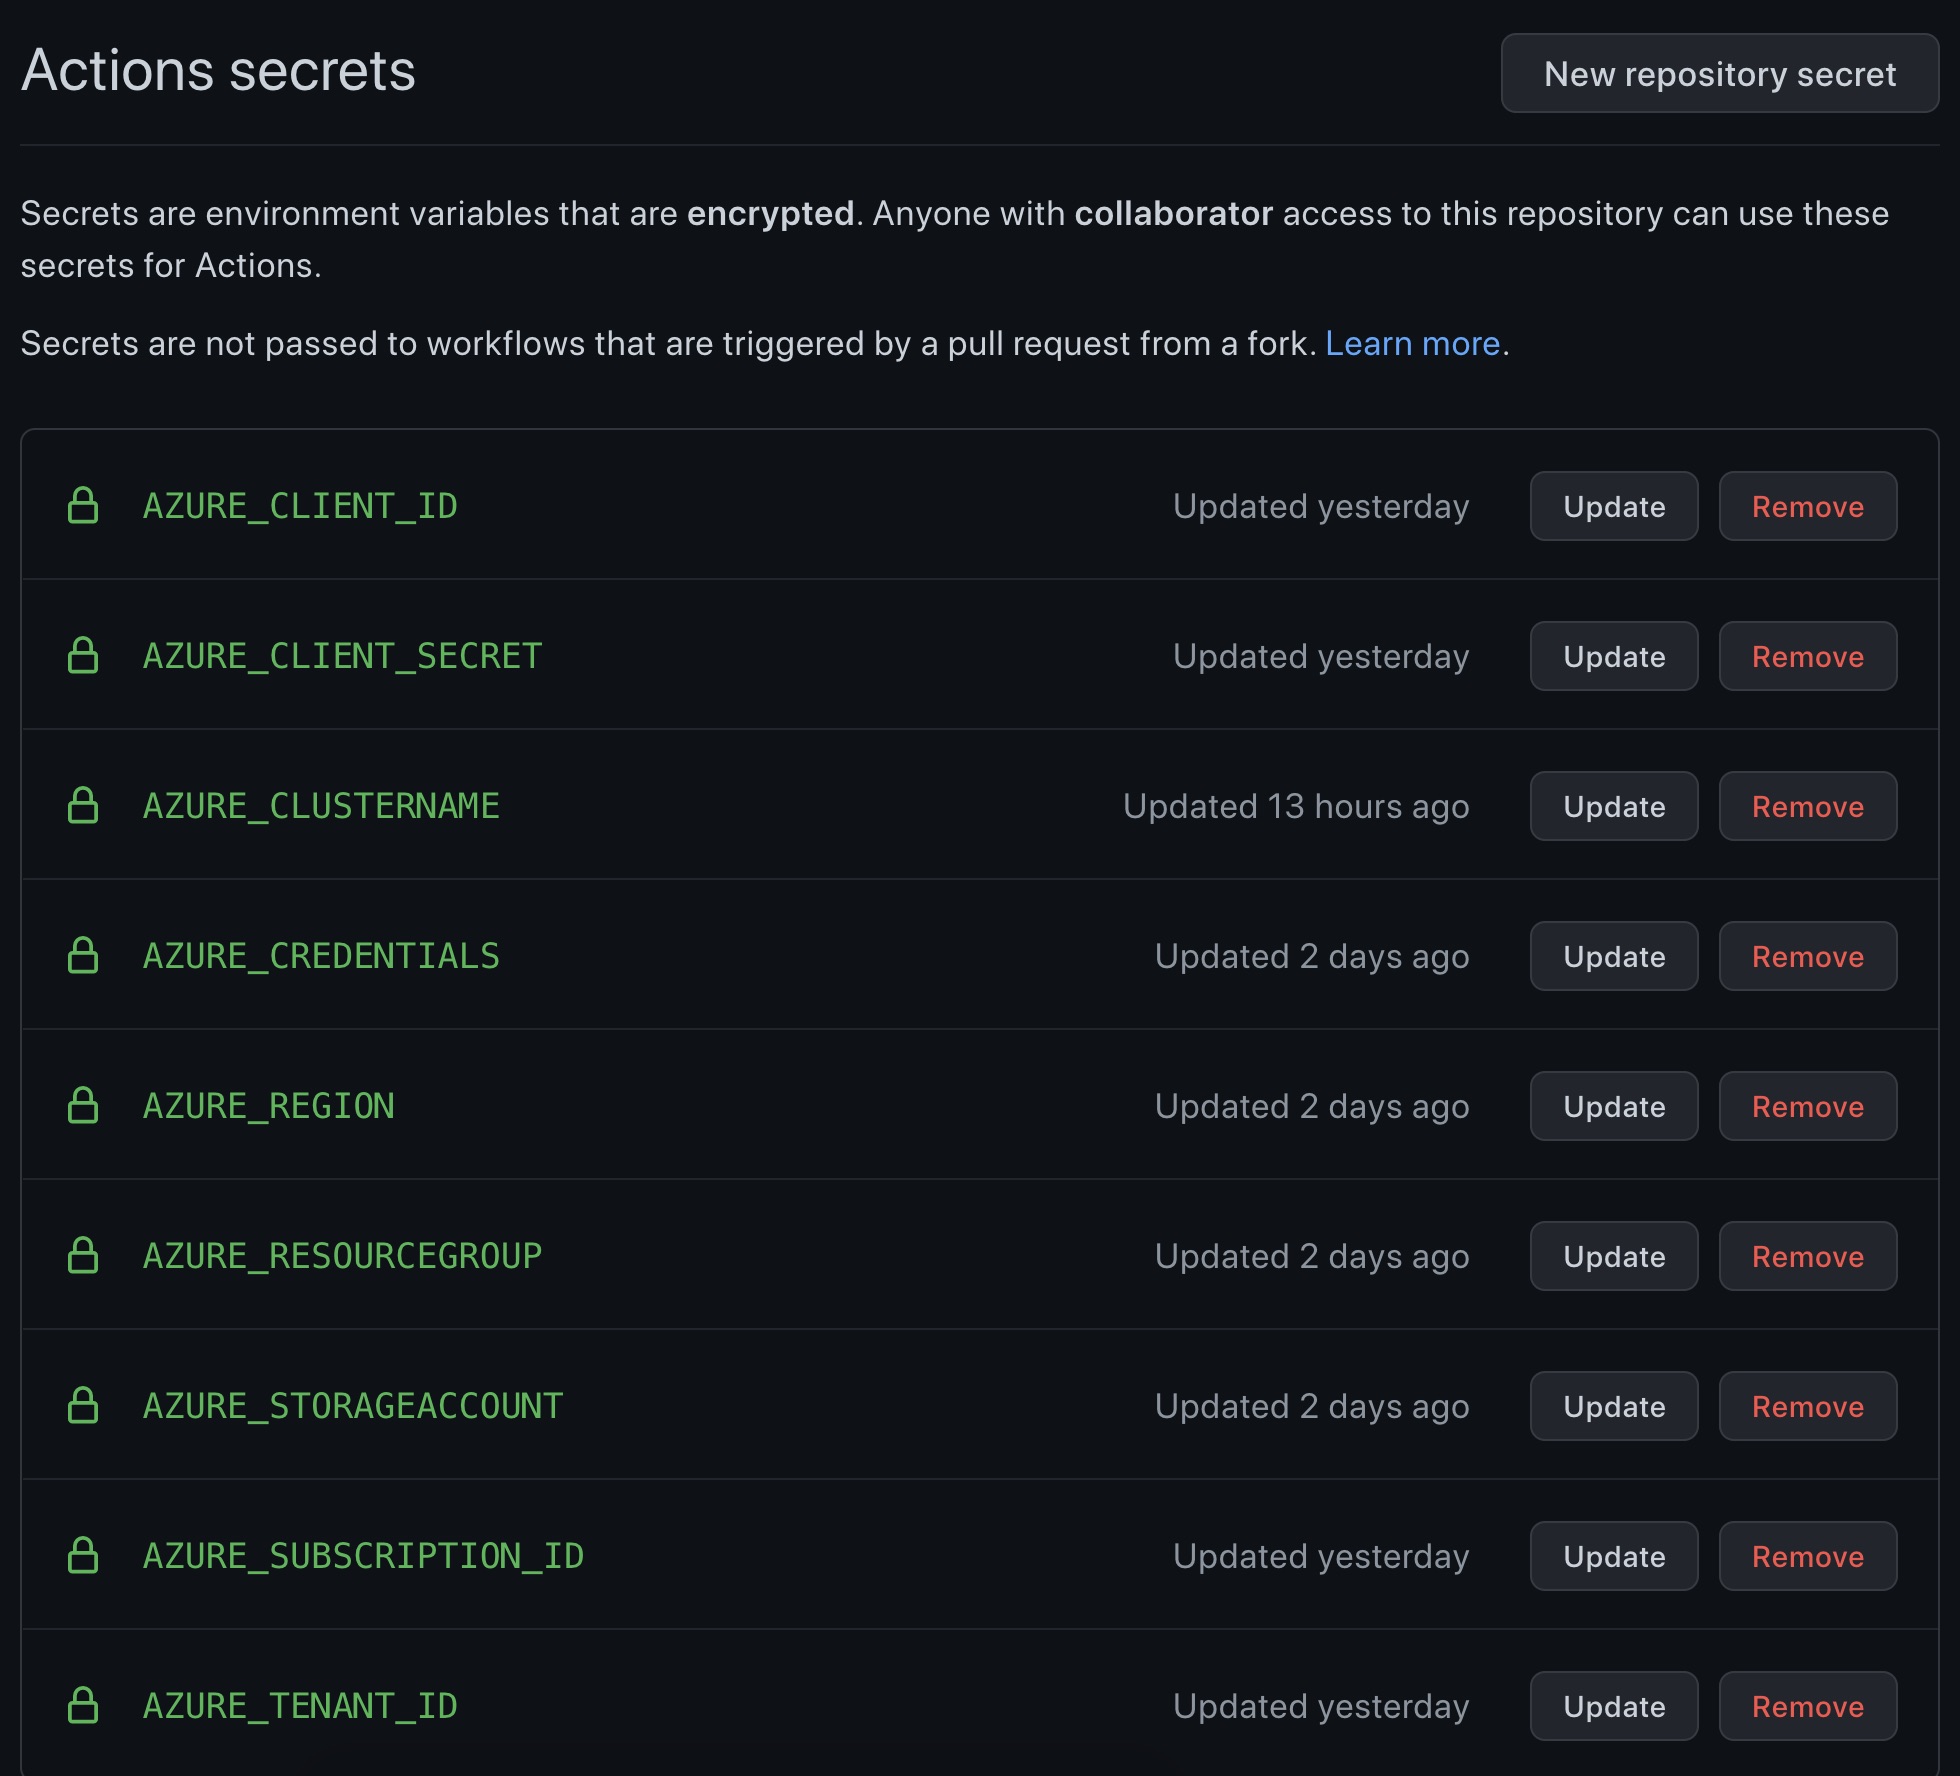 Actions secrets
New repository secret
Secrets are environment variables that are encrypted. Anyone with collaborator access to this repository can use these
secrets for Actions.
Secrets are not passed to workflows that are triggered by a pull request from a fork. Learn more.
AZURE_CLIENT_ID Updated yesterday Update Remove
AZURE_CLIENT_SECRET Updated yesterday Update Remove
AZURE_CLUSTERNAME Updated 13 hours ago Update Remove
AZURE_CREDENTIALS Updated 2 days ago Update Remove
AZURE_REGION Updated 2 days ago Update Remove
AZURE_RESOURCEGROUP Updated 2 days ago Update Remove
AZURE_STORAGEACCOUNT Updated 2 days ago Update Remove
AZURE_SUBSCRIPTION_ID Updated yesterday Update Remove
AZURE_TENANT_ID Updated yesterday Update Remove